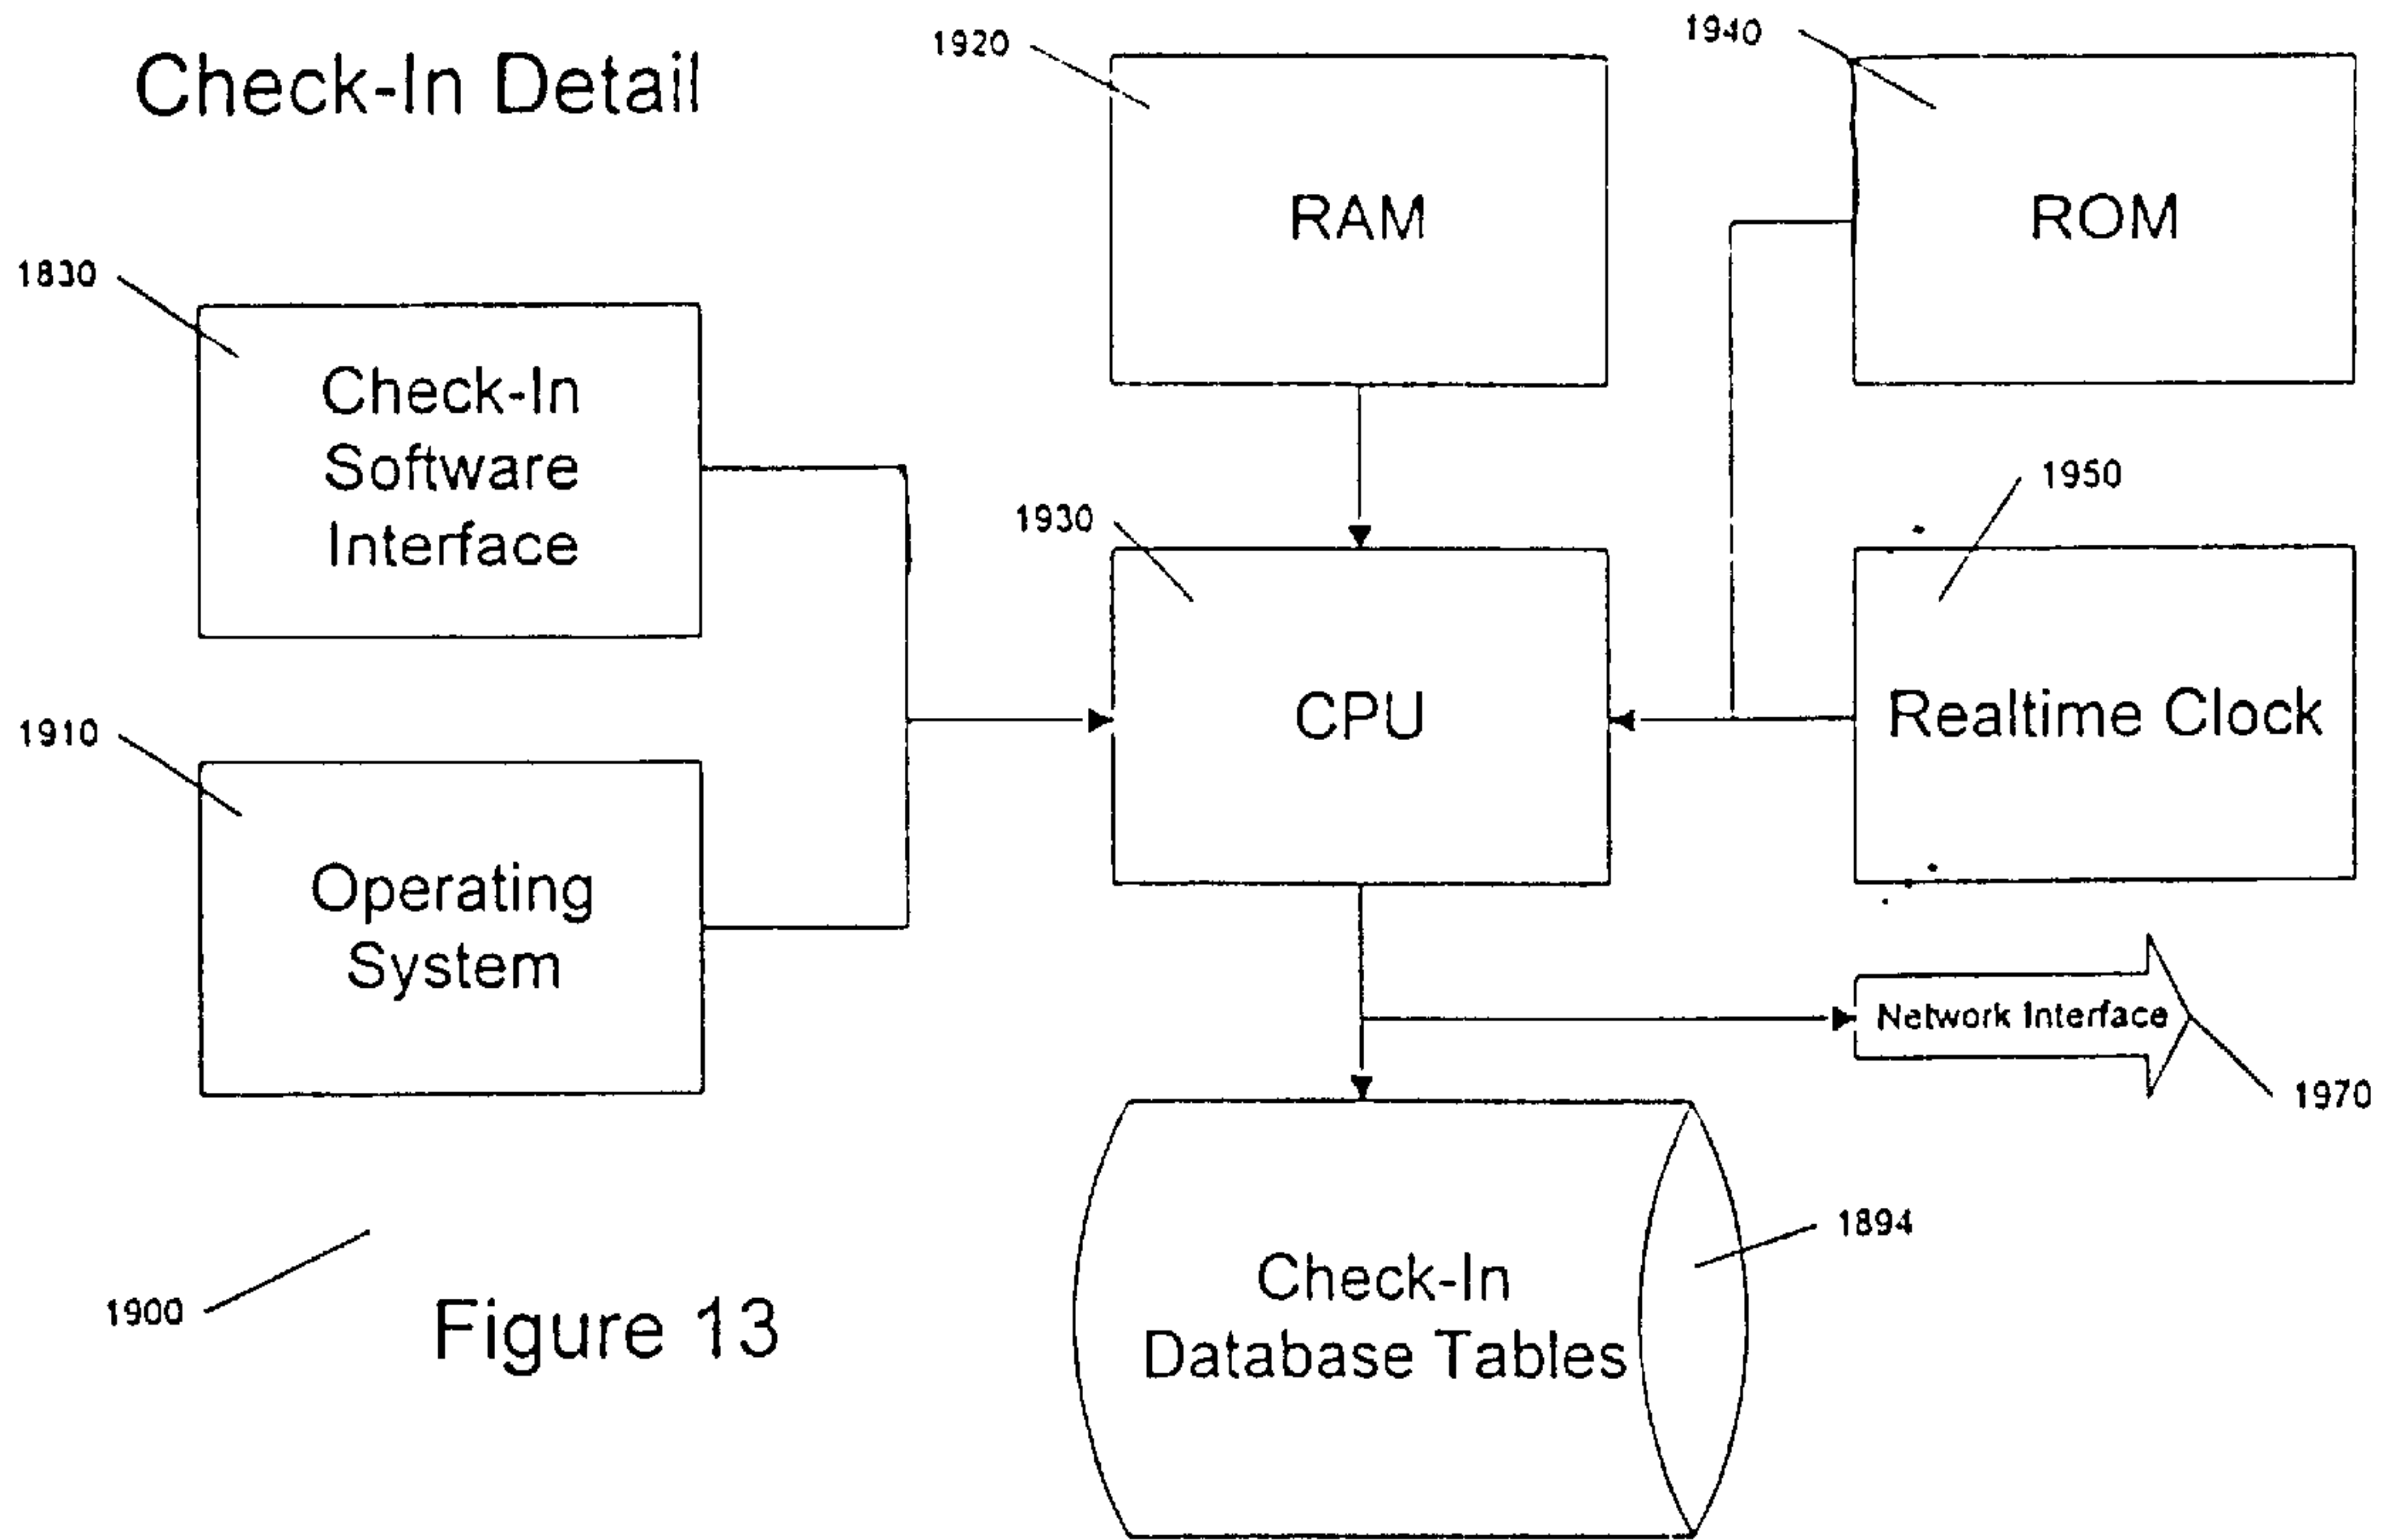 Check-In Detail
1920
1940
RAM
ROM
1830
Check-In
Software
Interface
1930
1950
CPU
Realtime Clock
1910
Operating
System
Network Interface
1970
1894
Check-In
Database Tables
1900
Figure 13